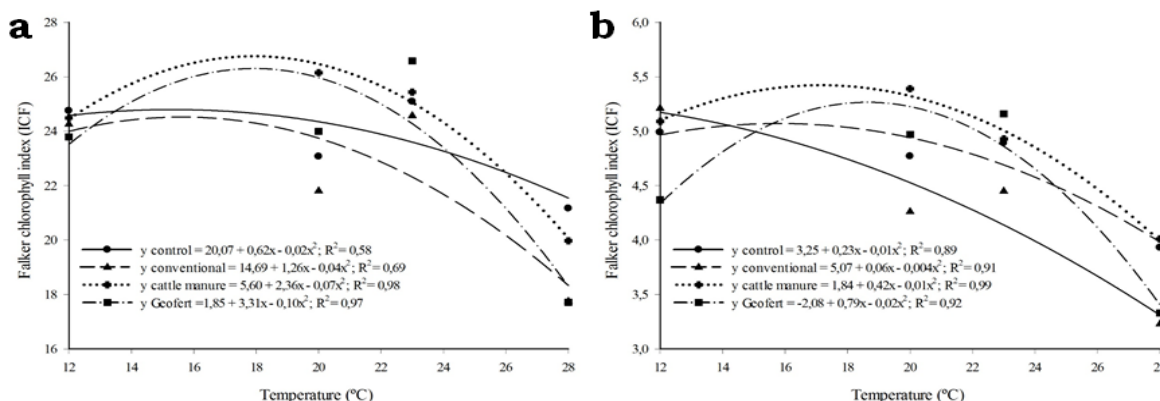 a
28
26
24
22
20
18
16
Falker chlorophyll index (ICF)
y control = 20,07 + 0,62x - 0,02x²; R² = 0,58
y conventional = 14,69 + 1,26x - 0,04x²; R² = 0,69
y cattle manure = 5,60 + 2,36x - 0,07x²; R² = 0,98
y Geofert =1,85 + 3,31x - 0,10x²; R² = 0,97
12 14 16 18 20 22 24 26 28
Temperature (ºC)
b
6,0
5,5
5,0
4,5
4,0
3,5
3,0
Falker chlorophyll index (ICF)
y control = 3,25 + 0,23x - 0,01x²; R² = 0,89
y conventional = 5,07 + 0,06x - 0,004x²; R² = 0,91
y cattle manure = 1,84 + 0,42x - 0,01x²; R² = 0,99
y Geofert = -2,08 + 0,79x - 0,02x²; R² = 0,92
12 14 16 18 20 22 24 26
Temperature (ºC)